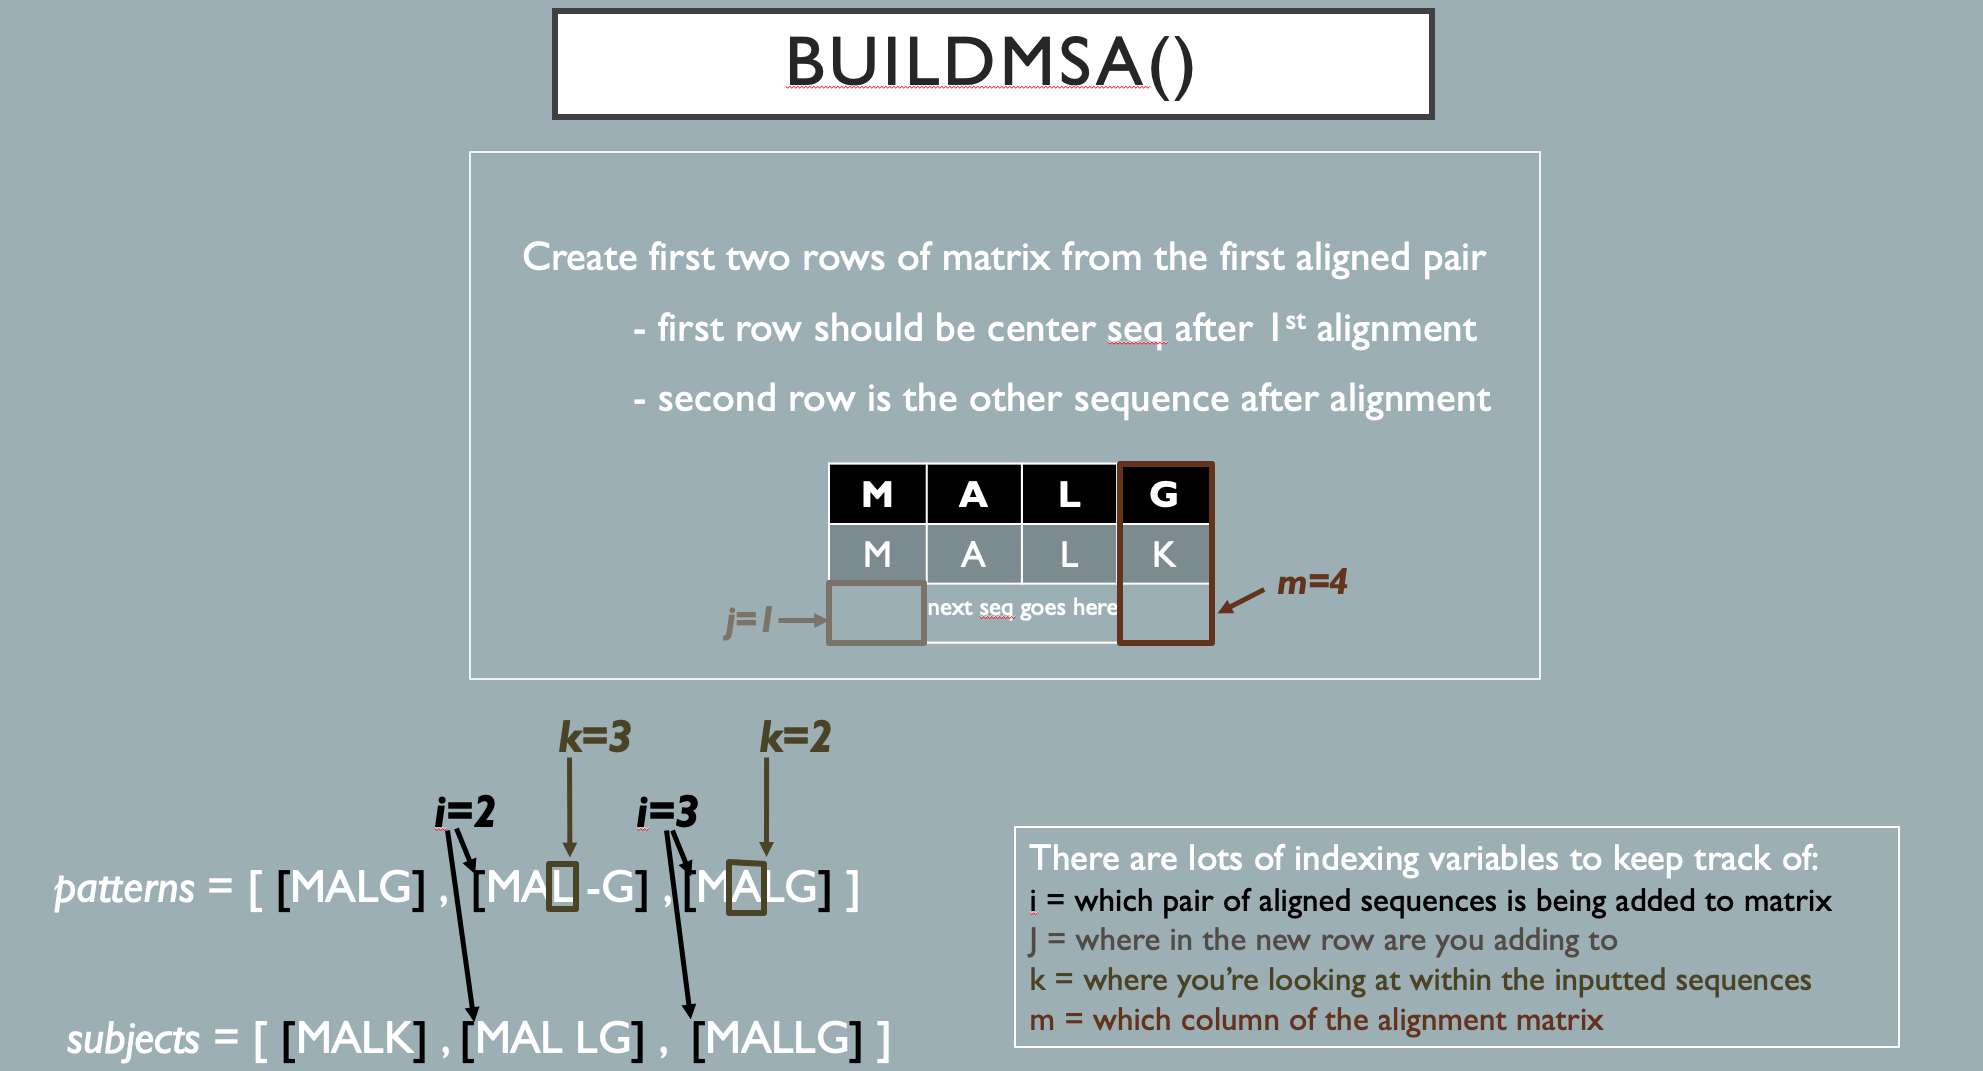 BUILDMSA()
Create first two rows of matrix from the first aligned pair
- first row should be center seq after 1st alignment
- second row is the other sequence after alignment
M A L G
M A L K
next seq goes here
j=1
m=4
k=3 k=2
i=2 i=3
patterns = [ [MALG] , [MAL -G] , [MALG] ]
subjects = [ [MALK] , [MAL LG] , [MALLG] ]
There are lots of indexing variables to keep track of:
i = which pair of aligned sequences is being added to matrix
J = where in the new row are you adding to
k = where you're looking at within the inputted sequences
m = which column of the alignment matrix